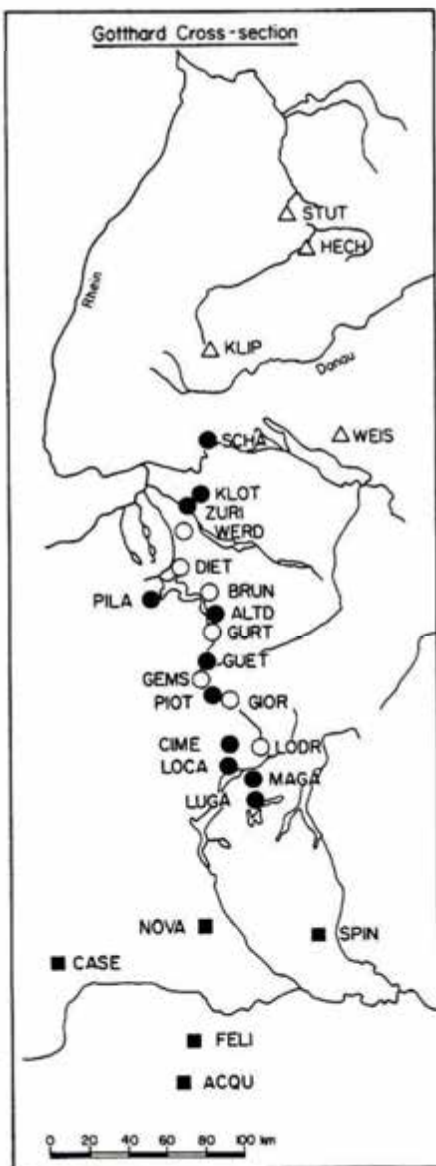 Gotthard Cross-section
STUT
HECH
Rhein
KLIP
Donau
SCHA
WEIS
KLOT
ZURI
WERD
DIET
BRUN
PILA
ALTD
GURT
GUET
GEMS
PIOT
GIOR
CIME
LODR
LOCA
MAGA
LUGA
NOVA
SPIN
CASE
FELI
ACQU
0 20 40 60 80 100 km